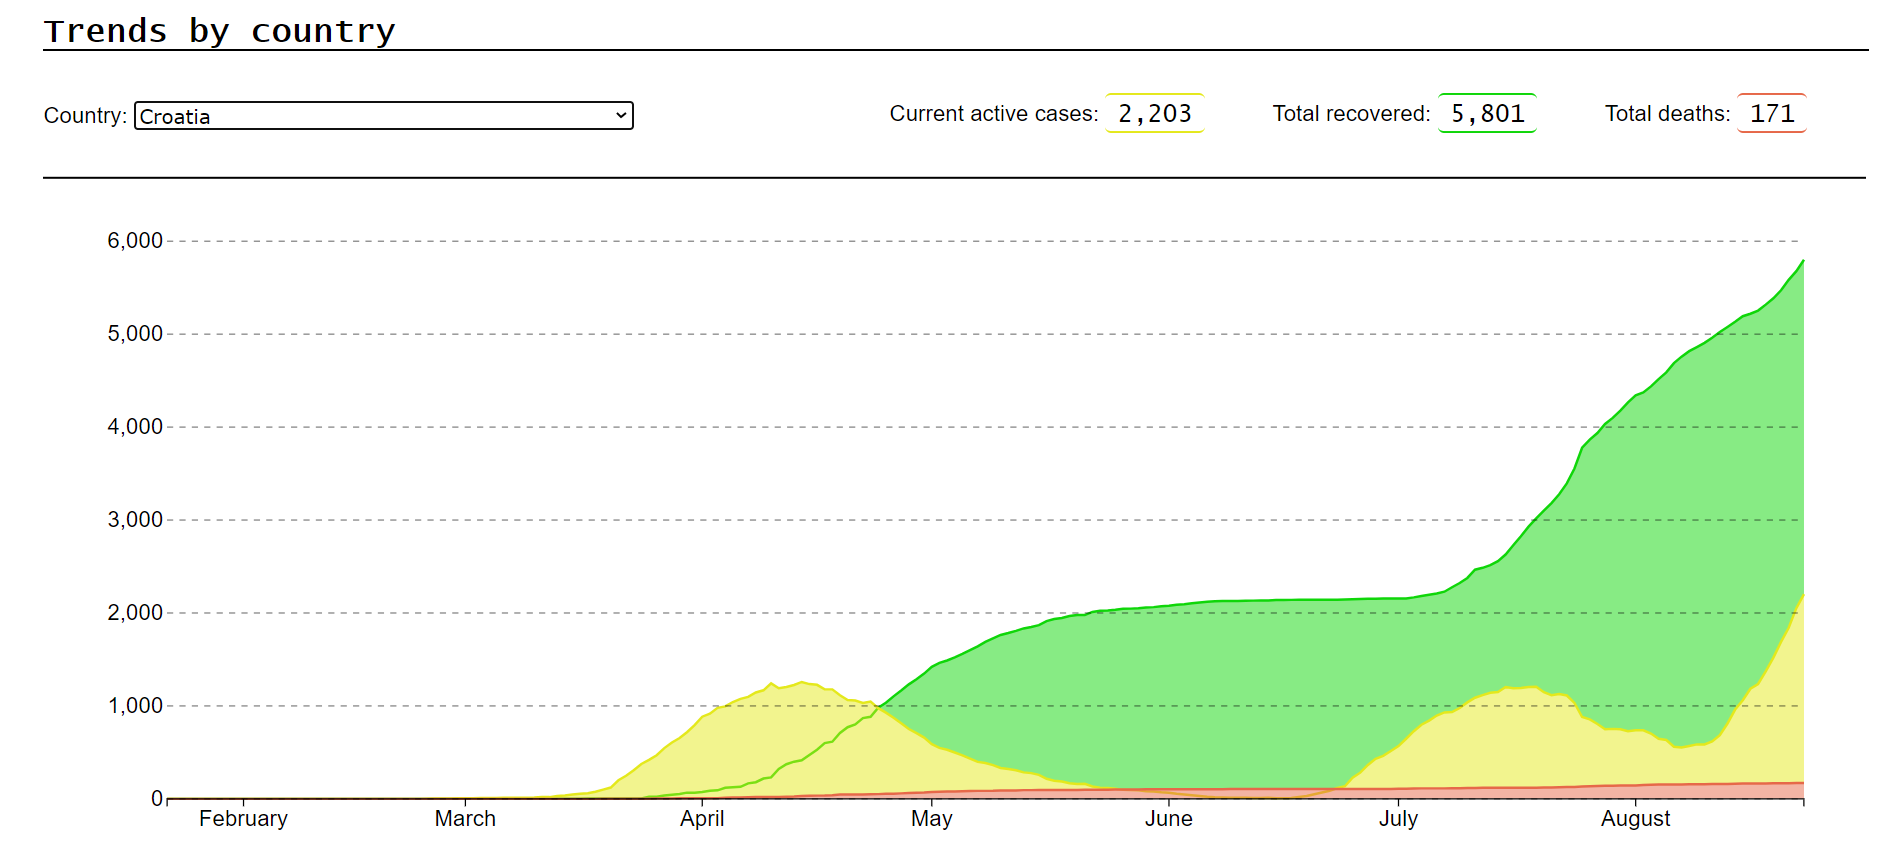 Trends by country
Country: Croatia Current active cases: 2,203 Total recovered: 5,801 Total deaths: 171
6,000
5,000
4,000
3,000
2,000
1,000
0
February March April May June July August